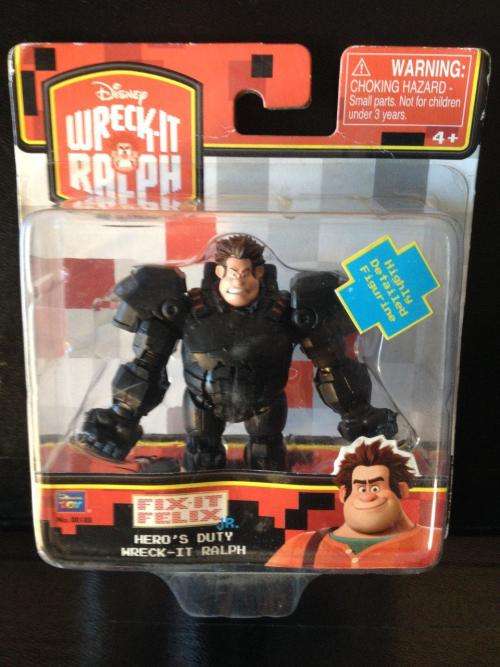 Disney
WRECK-IT
RALPH
WARNING:
CHOKING HAZARD -
Small parts. Not for children
under 3 years.
4+
Highly
Detailed
Figurine
FIX-IT
FELIX
JR.
HERO'S DUTY
WRECK-IT RALPH
TOY